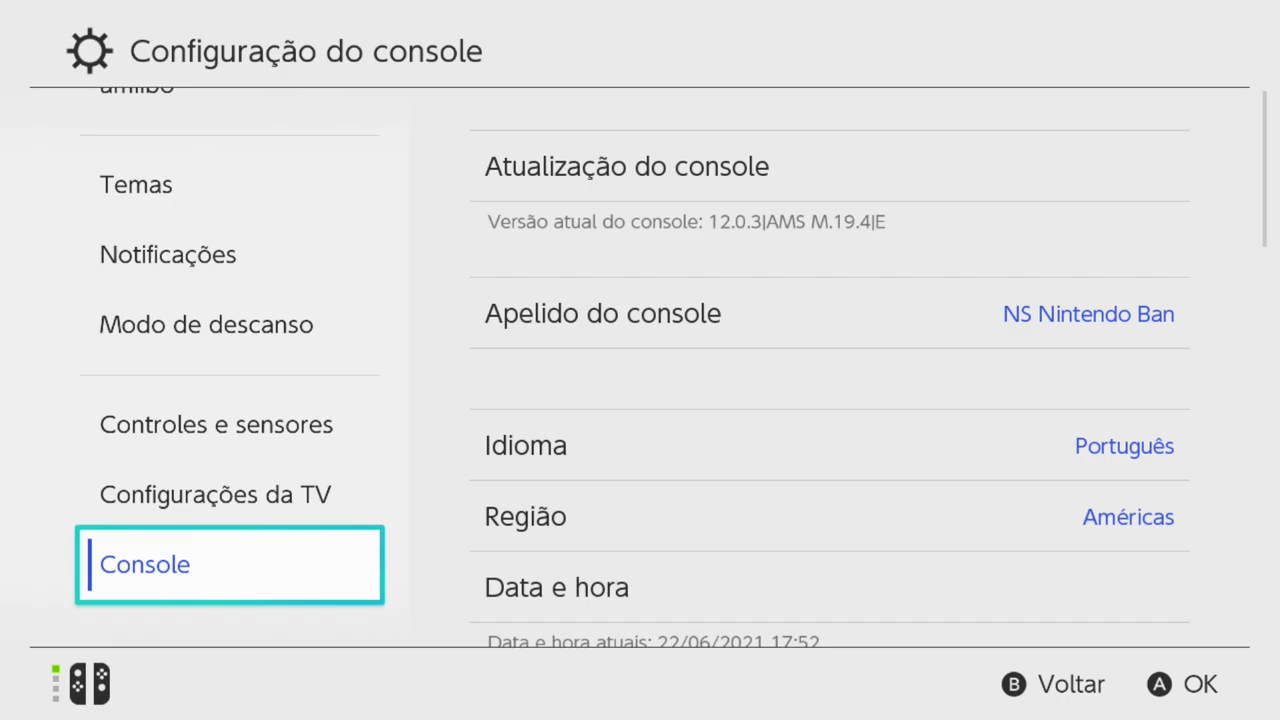 Configuração do console
amiibo
Temas
Notificações
Modo de descanso
Controles e sensores
Configurações da TV
Console
Atualização do console
Versão atual do console: 12.0.3|AMS M.19.4|E
Apelido do console
NS Nintendo Ban
Idioma
Português
Região
Américas
Data e hora
Data e hora atuais: 22/06/2021 17:52
B Voltar
A OK